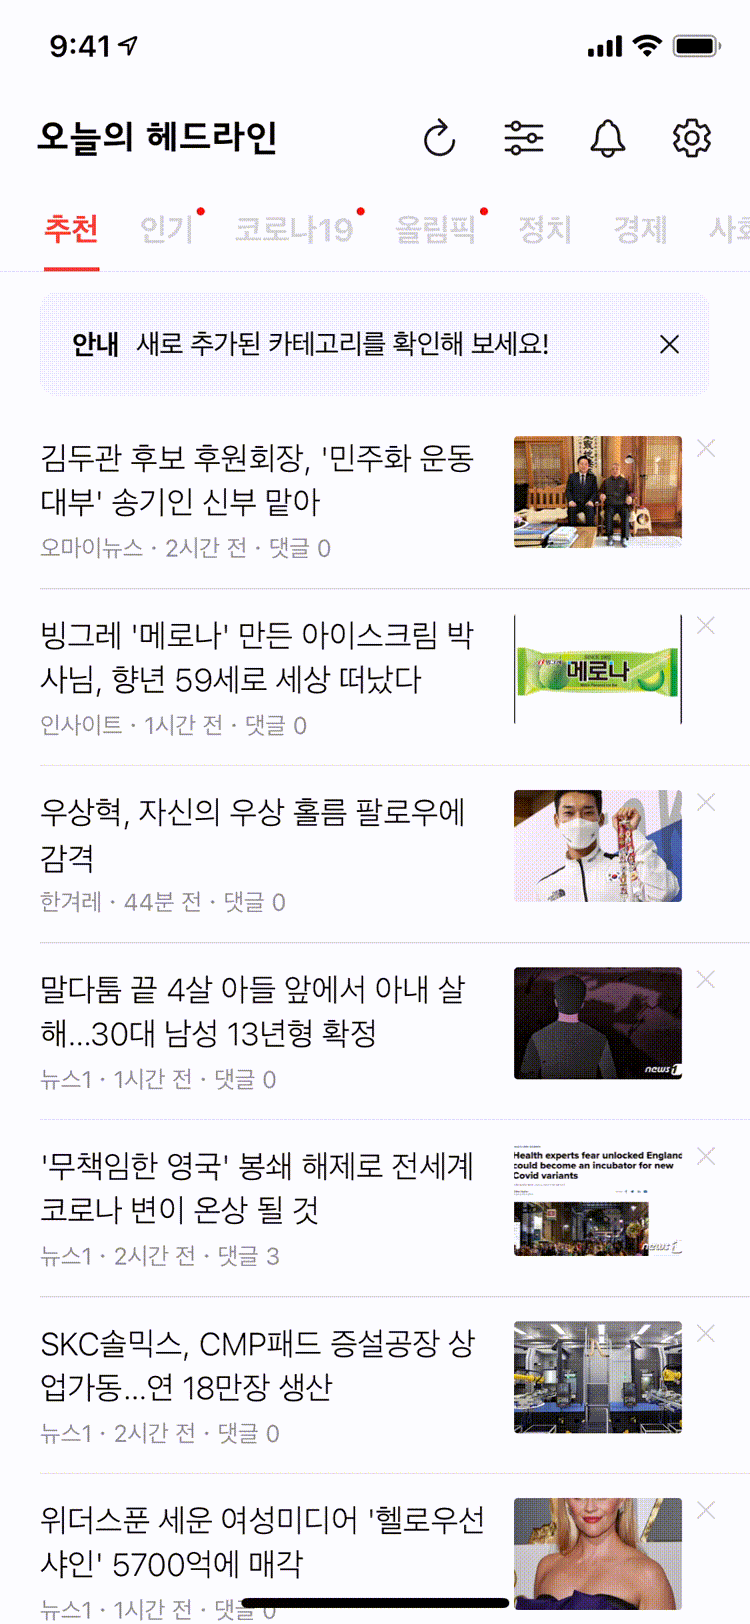 9:41
오늘의 헤드라인
추천 인기 코로나19 올림픽 정치 경제
안내 새로 추가된 카테고리를 확인해 보세요!
김두관 후보 후원회장, '민주화 운동
대부' 송기인 신부 맡아
오마이뉴스 · 2시간 전 · 댓글 0
빙그레 '메로나' 만든 아이스크림 박
사님, 향년 59세로 세상 떠났다
인사이트 · 1시간 전 · 댓글 0
메로나
우상혁, 자신의 우상 홀름 팔로우에
감격
한겨레 · 44분 전 · 댓글 0
말다툼 끝 4살 아들 앞에서 아내 살
해...30대 남성 13년형 확정
뉴스1 · 1시간 전 · 댓글 0
news1
'무책임한 영국' 봉쇄 해제로 전세계
코로나 변이 온상 될 것
뉴스1 · 2시간 전 · 댓글 3
Health experts fear unlocked England
could become an incubator for new
Covid variants
news1
SKC솔믹스, CMP패드 증설공장 상
업가동...연 18만장 생산
뉴스1 · 2시간 전 · 댓글 0
위더스푼 세운 여성미디어 '헬로우선
샤인' 5700억에 매각
뉴스1 · 1시간 전 · 댓글 0